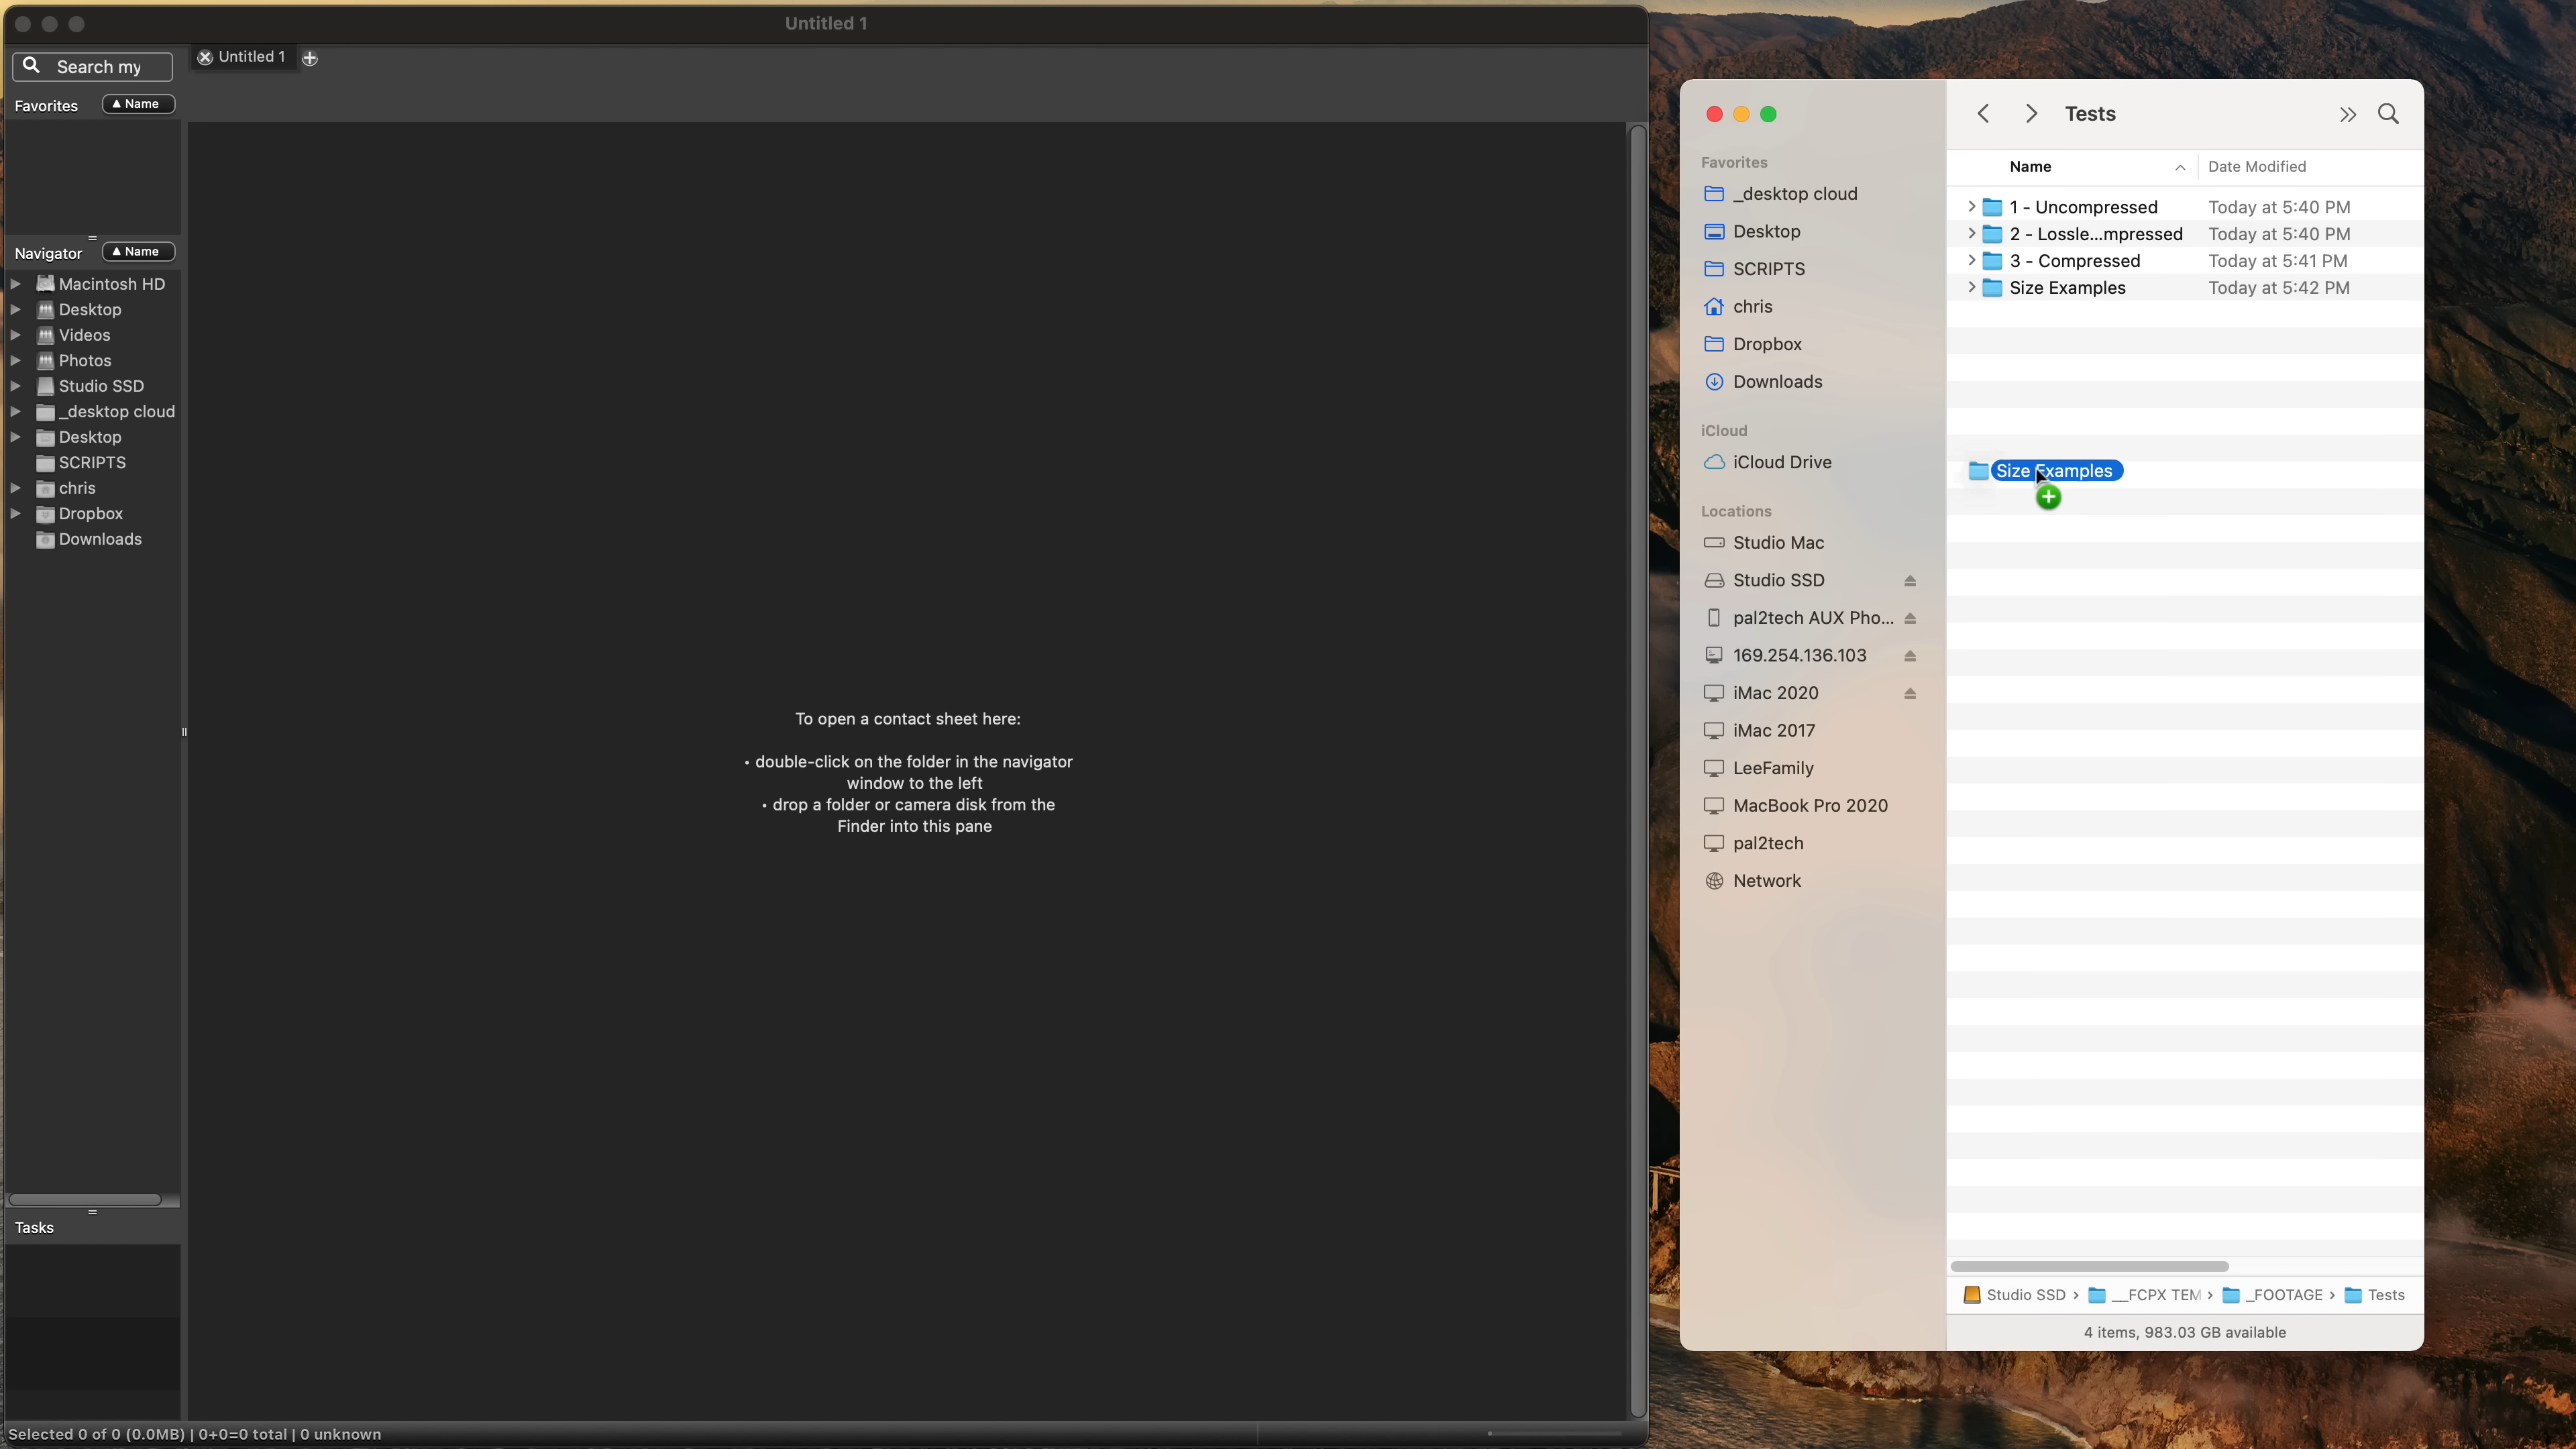 Untitled 1
Search my
Untitled 1
Favorites
Name
Navigator
Name
Macintosh HD
Desktop
Videos
Photos
Studio SSD
_desktop cloud
Desktop
SCRIPTS
chris
Dropbox
Downloads
Tasks
To open a contact sheet here:
• double-click on the folder in the navigator
window to the left
• drop a folder or camera disk from the
Finder into this pane
Selected 0 of 0 (0.0MB) | 0+0=0 total | 0 unknown
Favorites
_desktop cloud
Desktop
SCRIPTS
chris
Dropbox
Downloads
iCloud
iCloud Drive
Locations
Studio Mac
Studio SSD
pal2tech AUX Pho...
169.254.136.103
iMac 2020
iMac 2017
LeeFamily
MacBook Pro 2020
pal2tech
Network
Tests
Name Date Modified
1 - Uncompressed Today at 5:40 PM
2 - Lossle...mpressed Today at 5:40 PM
3 - Compressed Today at 5:41 PM
Size Examples Today at 5:42 PM
Size Examples
Studio SSD › __FCPX TEM › _FOOTAGE › Tests
4 items, 983.03 GB available